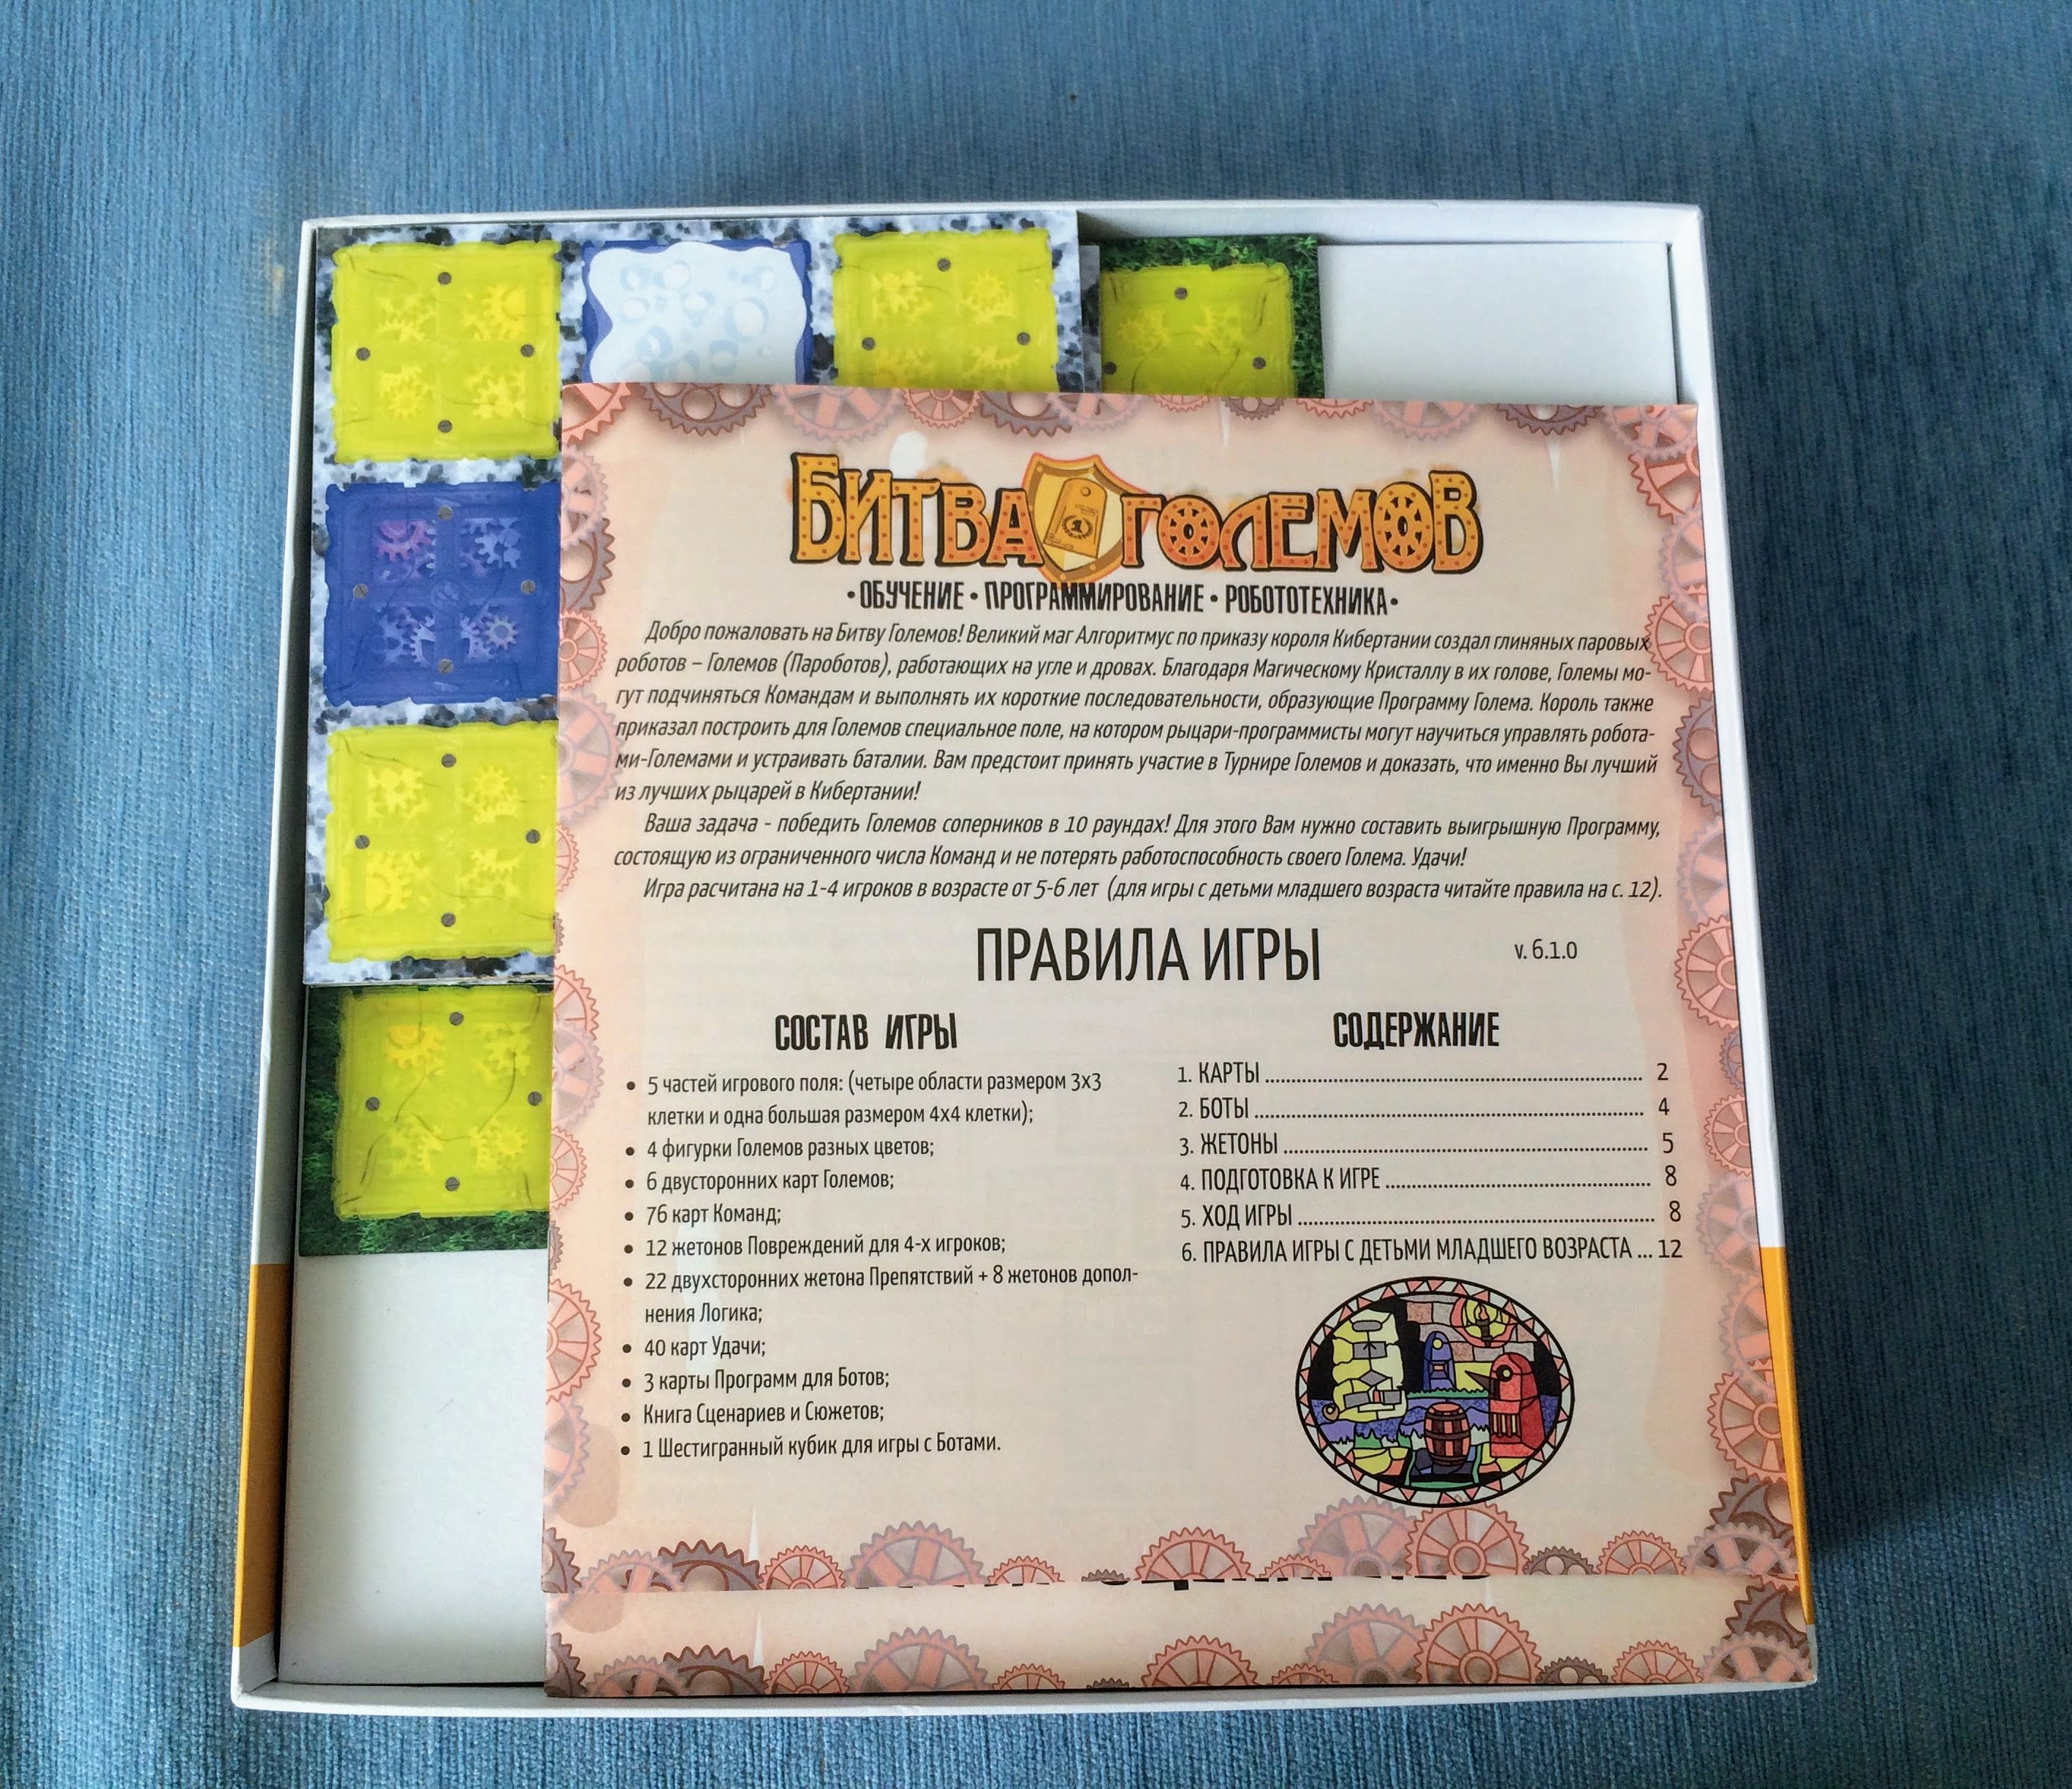 БИТВА 1 ГОЛЕМОВ
•ОБУЧЕНИЕ • ПРОГРАММИРОВАНИЕ • РОБОТОТЕХНИКА•
Добро пожаловать на Битву Големов! Великий маг Алгоритмус по приказу короля Кибертании создал глиняных паровых
роботов – Големов (Пароботов), работающих на угле и дровах. Благодаря Магическому Кристаллу в их голове, Големы мо-
гут подчиняться Командам и выполнять их короткие последовательности, образующие Программу Голема. Король также
приказал построить для Големов специальное поле, на котором рыцари-программисты могут научиться управлять робота-
ми-Големами и устраивать баталии. Вам предстоит принять участие в Турнире Големов и доказать, что именно Вы лучший
из лучших рыцарей в Кибертании!
Ваша задача - победить Големов соперников в 10 раундах! Для этого Вам нужно составить выигрышную Программу,
состоящую из ограниченного числа Команд и не потерять работоспособность своего Голема. Удачи!
Игра расчитана на 1-4 игроков в возрасте от 5-6 лет (для игры с детьми младшего возраста читайте правила на с. 12).
ПРАВИЛА ИГРЫ
v. 6.1.0
СОСТАВ ИГРЫ
• 5 частей игрового поля: (четыре области размером 3х3
клетки и одна большая размером 4х4 клетки);
• 4 фигурки Големов разных цветов;
• 6 двусторонних карт Големов;
• 76 карт Команд;
• 12 жетонов Повреждений для 4-х игроков;
• 22 двухсторонних жетона Препятствий + 8 жетонов допол-
нения Логика;
• 40 карт Удачи;
• 3 карты Программ для Ботов;
• Книга Сценариев и Сюжетов;
• 1 Шестигранный кубик для игры с Ботами.
СОДЕРЖАНИЕ
1. КАРТЫ ........ 2
2. БОТЫ ........ 4
3. ЖЕТОНЫ ........ 5
4. ПОДГОТОВКА К ИГРЕ ........ 8
5. ХОД ИГРЫ ........ 8
6. ПРАВИЛА ИГРЫ С ДЕТЬМИ МЛАДШЕГО ВОЗРАСТА ... 12